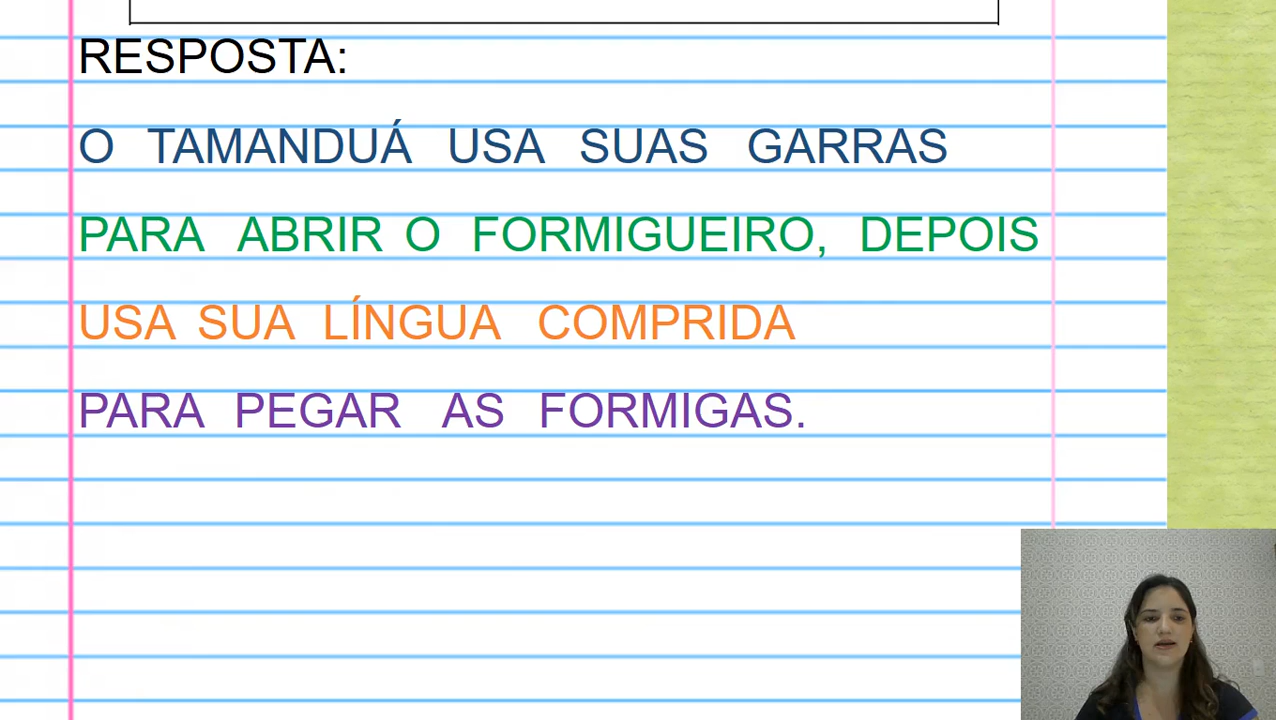 RESPOSTA:
O TAMANDUÁ USA SUAS GARRAS
PARA ABRIR O FORMIGUEIRO, DEPOIS
USA SUA LÍNGUA COMPRIDA
PARA PEGAR AS FORMIGAS.